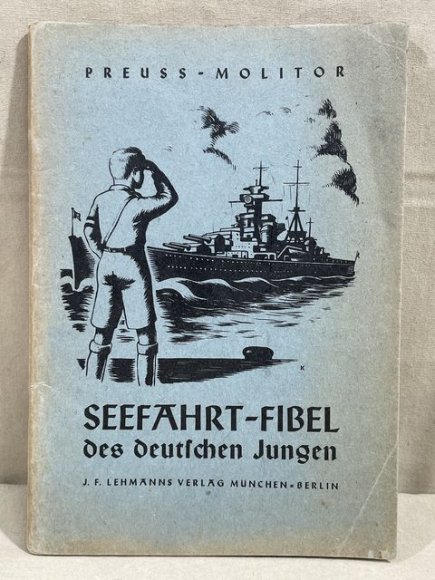 PREUSS-MOLITOR
K
SEEFAHRT-FIBEL
des deutſchen Jungen
J. F. LEHMANNS VERLAG MÜNCHEN=BERLIN